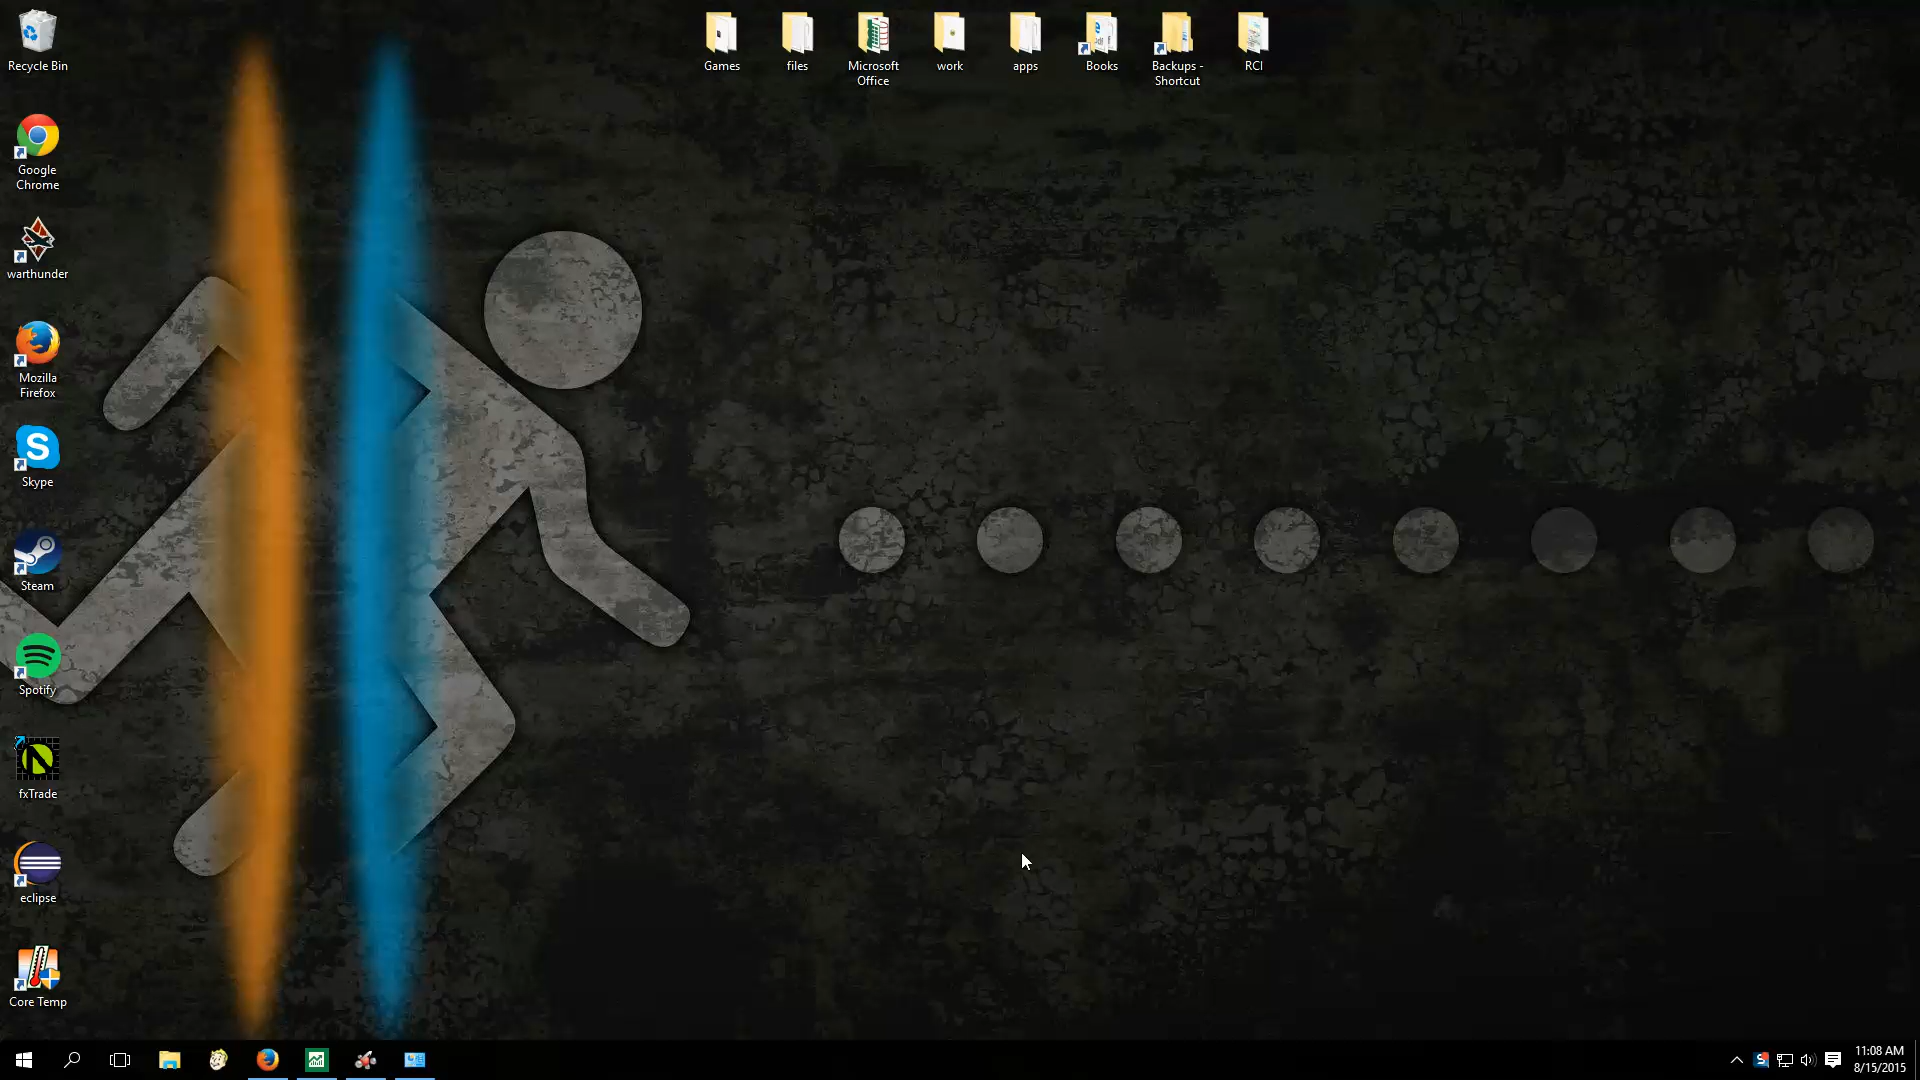 Recycle Bin
Google
Chrome
warthunder
Mozilla
Firefox
Skype
Steam
Spotify
fxTrade
eclipse
Core Temp
Games
files
Microsoft
Office
work
apps
Books
Backups -
Shortcut
RCI
11:08 AM
8/15/2015